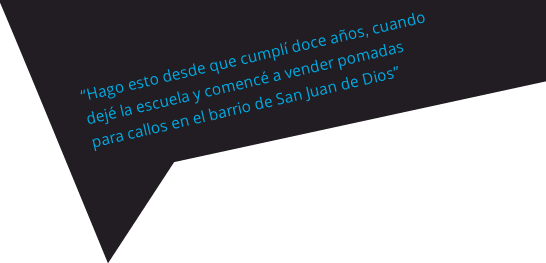 “Hago esto desde que cumplí doce años, cuando
dejé la escuela y comencé a vender pomadas
para callos en el barrio de San Juan de Dios”